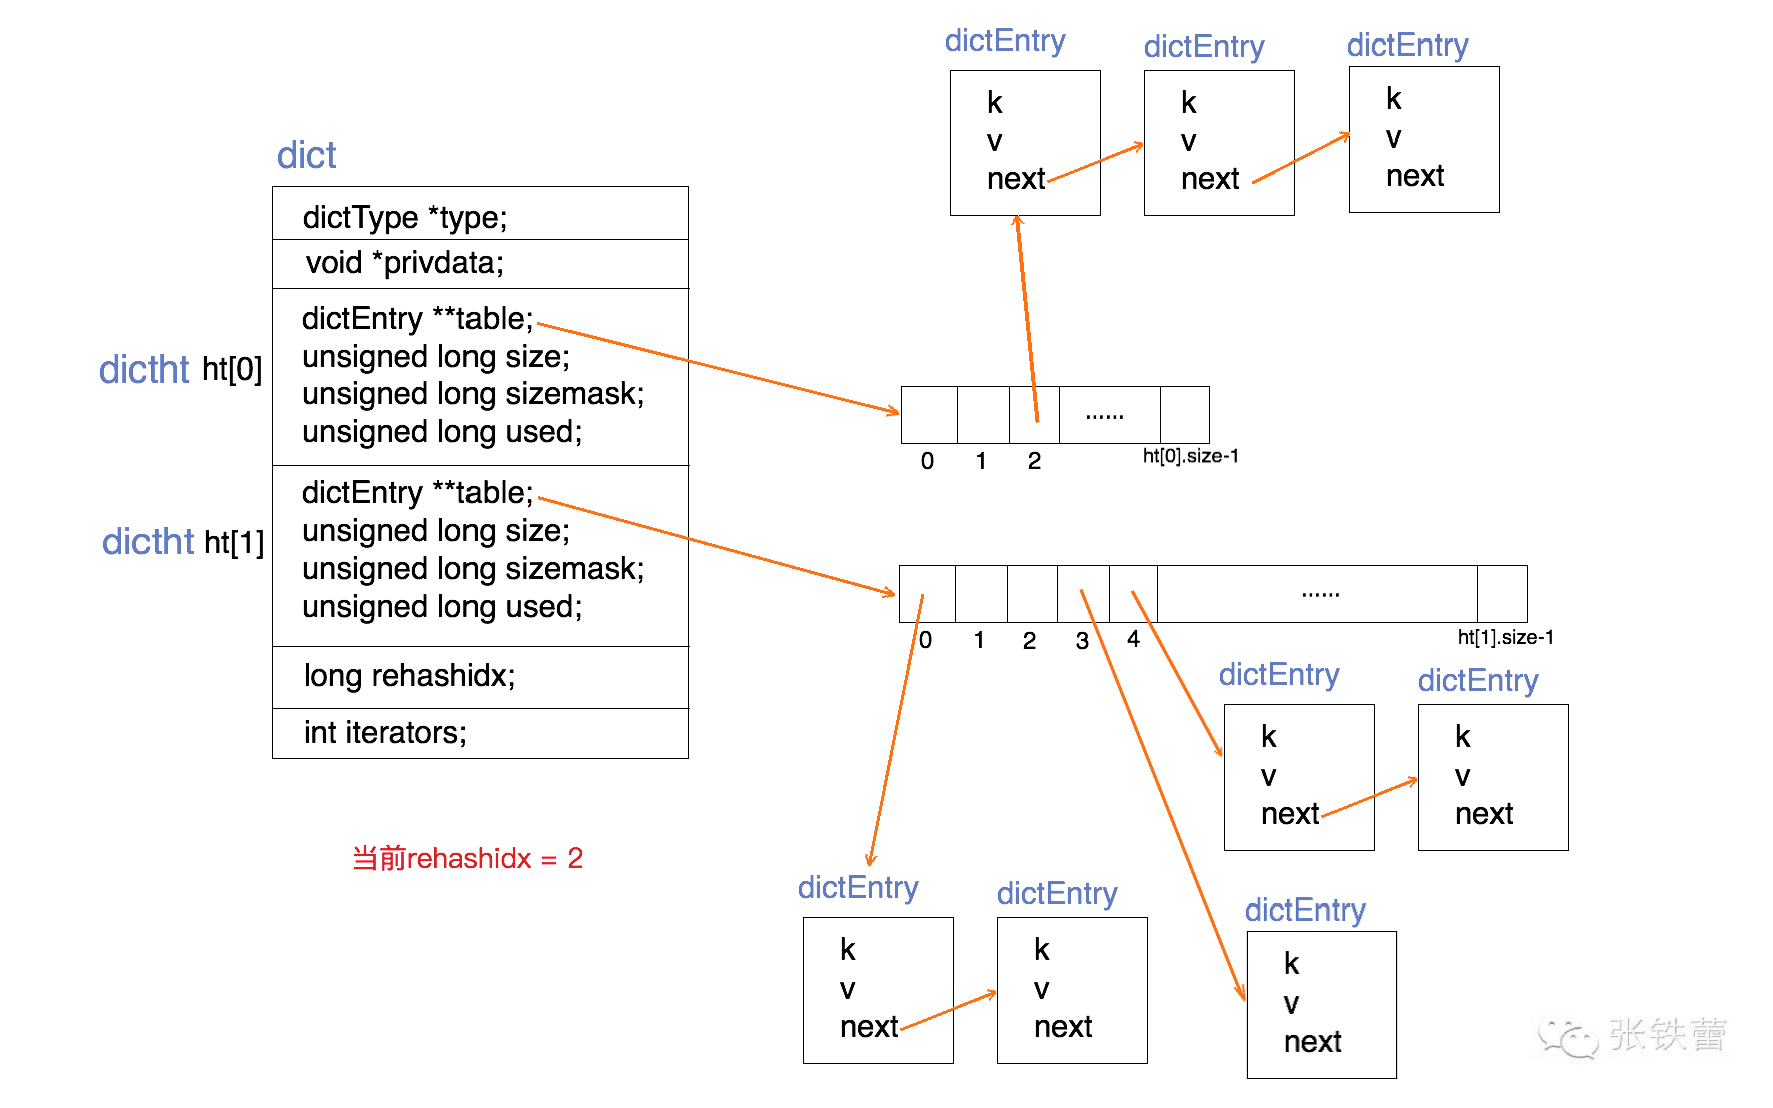 dict
dictType *type;
void *privdata;
dictht ht[0]
dictEntry **table;
unsigned long size;
unsigned long sizemask;
unsigned long used;
dictht ht[1]
dictEntry **table;
unsigned long size;
unsigned long sizemask;
unsigned long used;
long rehashidx;
int iterators;
当前rehashidx = 2
dictEntry
k
v
next
dictEntry
k
v
next
dictEntry
k
v
next
......
0 1 2 ht[0].size-1
......
0 1 2 3 4 ht[1].size-1
dictEntry
k
v
next
dictEntry
k
v
next
dictEntry
k
v
next
dictEntry
k
v
next
dictEntry
k
v
next
张铁蕾